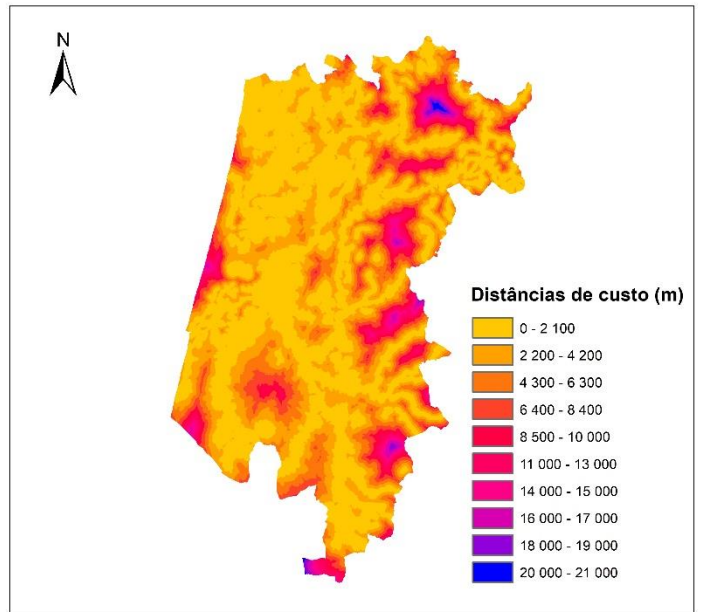 N
Distâncias de custo (m)
0 - 2 100
2 200 - 4 200
4 300 - 6 300
6 400 - 8 400
8 500 - 10 000
11 000 - 13 000
14 000 - 15 000
16 000 - 17 000
18 000 - 19 000
20 000 - 21 000